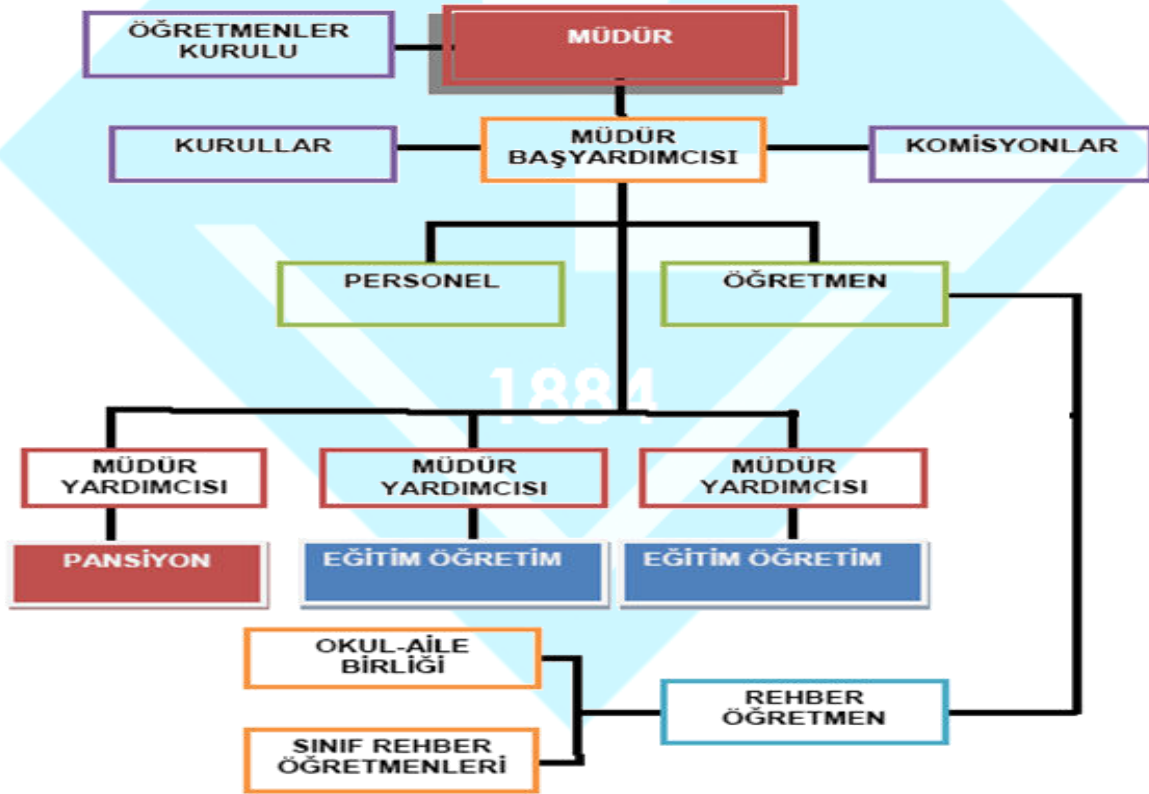 ÖĞRETMENLER
KURULU
MÜDÜR
KURULLAR
MÜDÜR
BAŞYARDIMCISI
KOMİSYONLAR
PERSONEL
ÖĞRETMEN
1884
MÜDÜR
YARDIMCISI
MÜDÜR
YARDIMCISI
MÜDÜR
YARDIMCISI
PANSİYON
EĞİTİM ÖĞRETİM
EĞİTİM ÖĞRETİM
OKUL-AİLE
BİRLİĞİ
REHBER
ÖĞRETMEN
SINIF REHBER
ÖĞRETMENLERİ